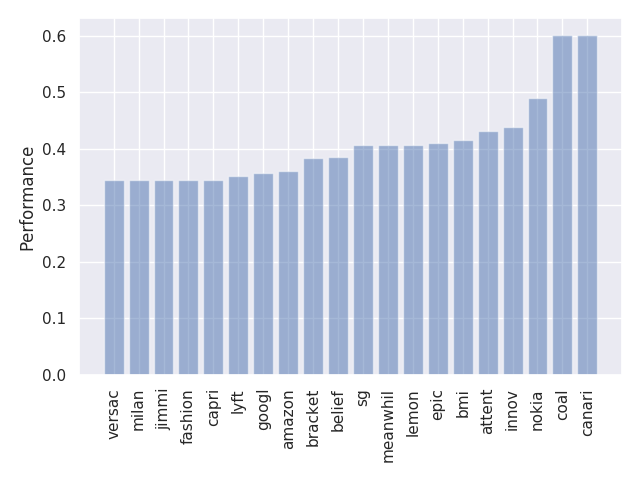 0.6
0.5
0.4
0.3
0.2
0.1
0.0
Performance
versac
milan
jimmi
fashion
capri
lyft
googl
amazon
bracket
belief
sg
meanwhil
lemon
epic
bmi
attent
innov
nokia
coal
canari